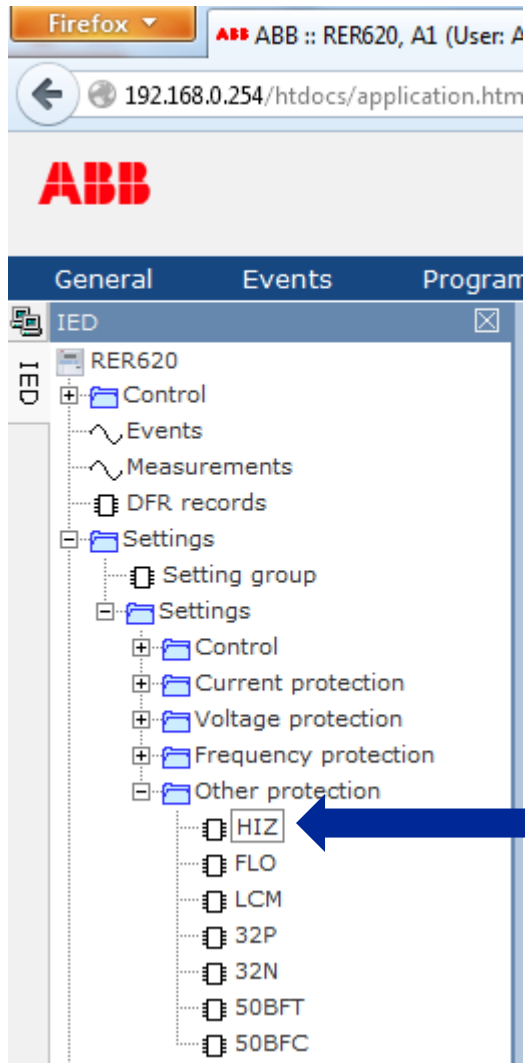 Firefox
ABB ABB :: RER620, A1 (User: A
192.168.0.254/htdocs/application.htm
ABB
General Events Program
IED
IED
RER620
Control
Events
Measurements
DFR records
Settings
Setting group
Settings
Control
Current protection
Voltage protection
Frequency protection
Other protection
HIZ
FLO
LCM
32P
32N
50BFT
50BFC